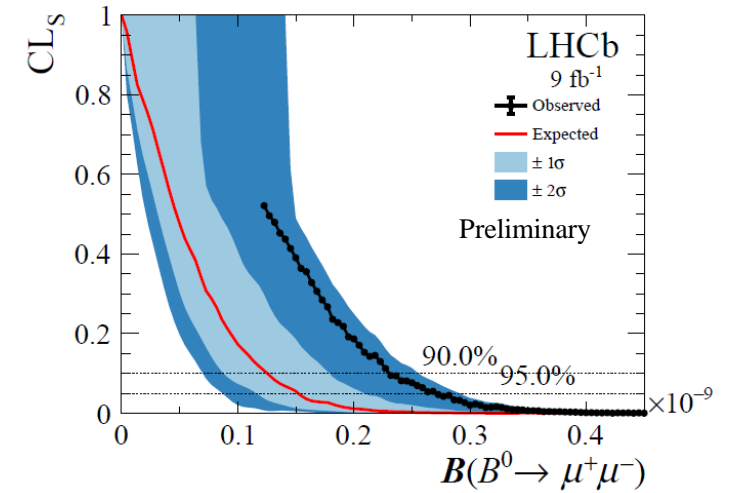 CLS
1
0.8
0.6
0.4
0.2
0
LHCb
9 fb-1
Observed
Expected
± 1σ
± 2σ
Preliminary
90.0%
95.0%
×10⁻⁹
0 0.1 0.2 0.3 0.4
B(B⁰→ μ⁺μ⁻)